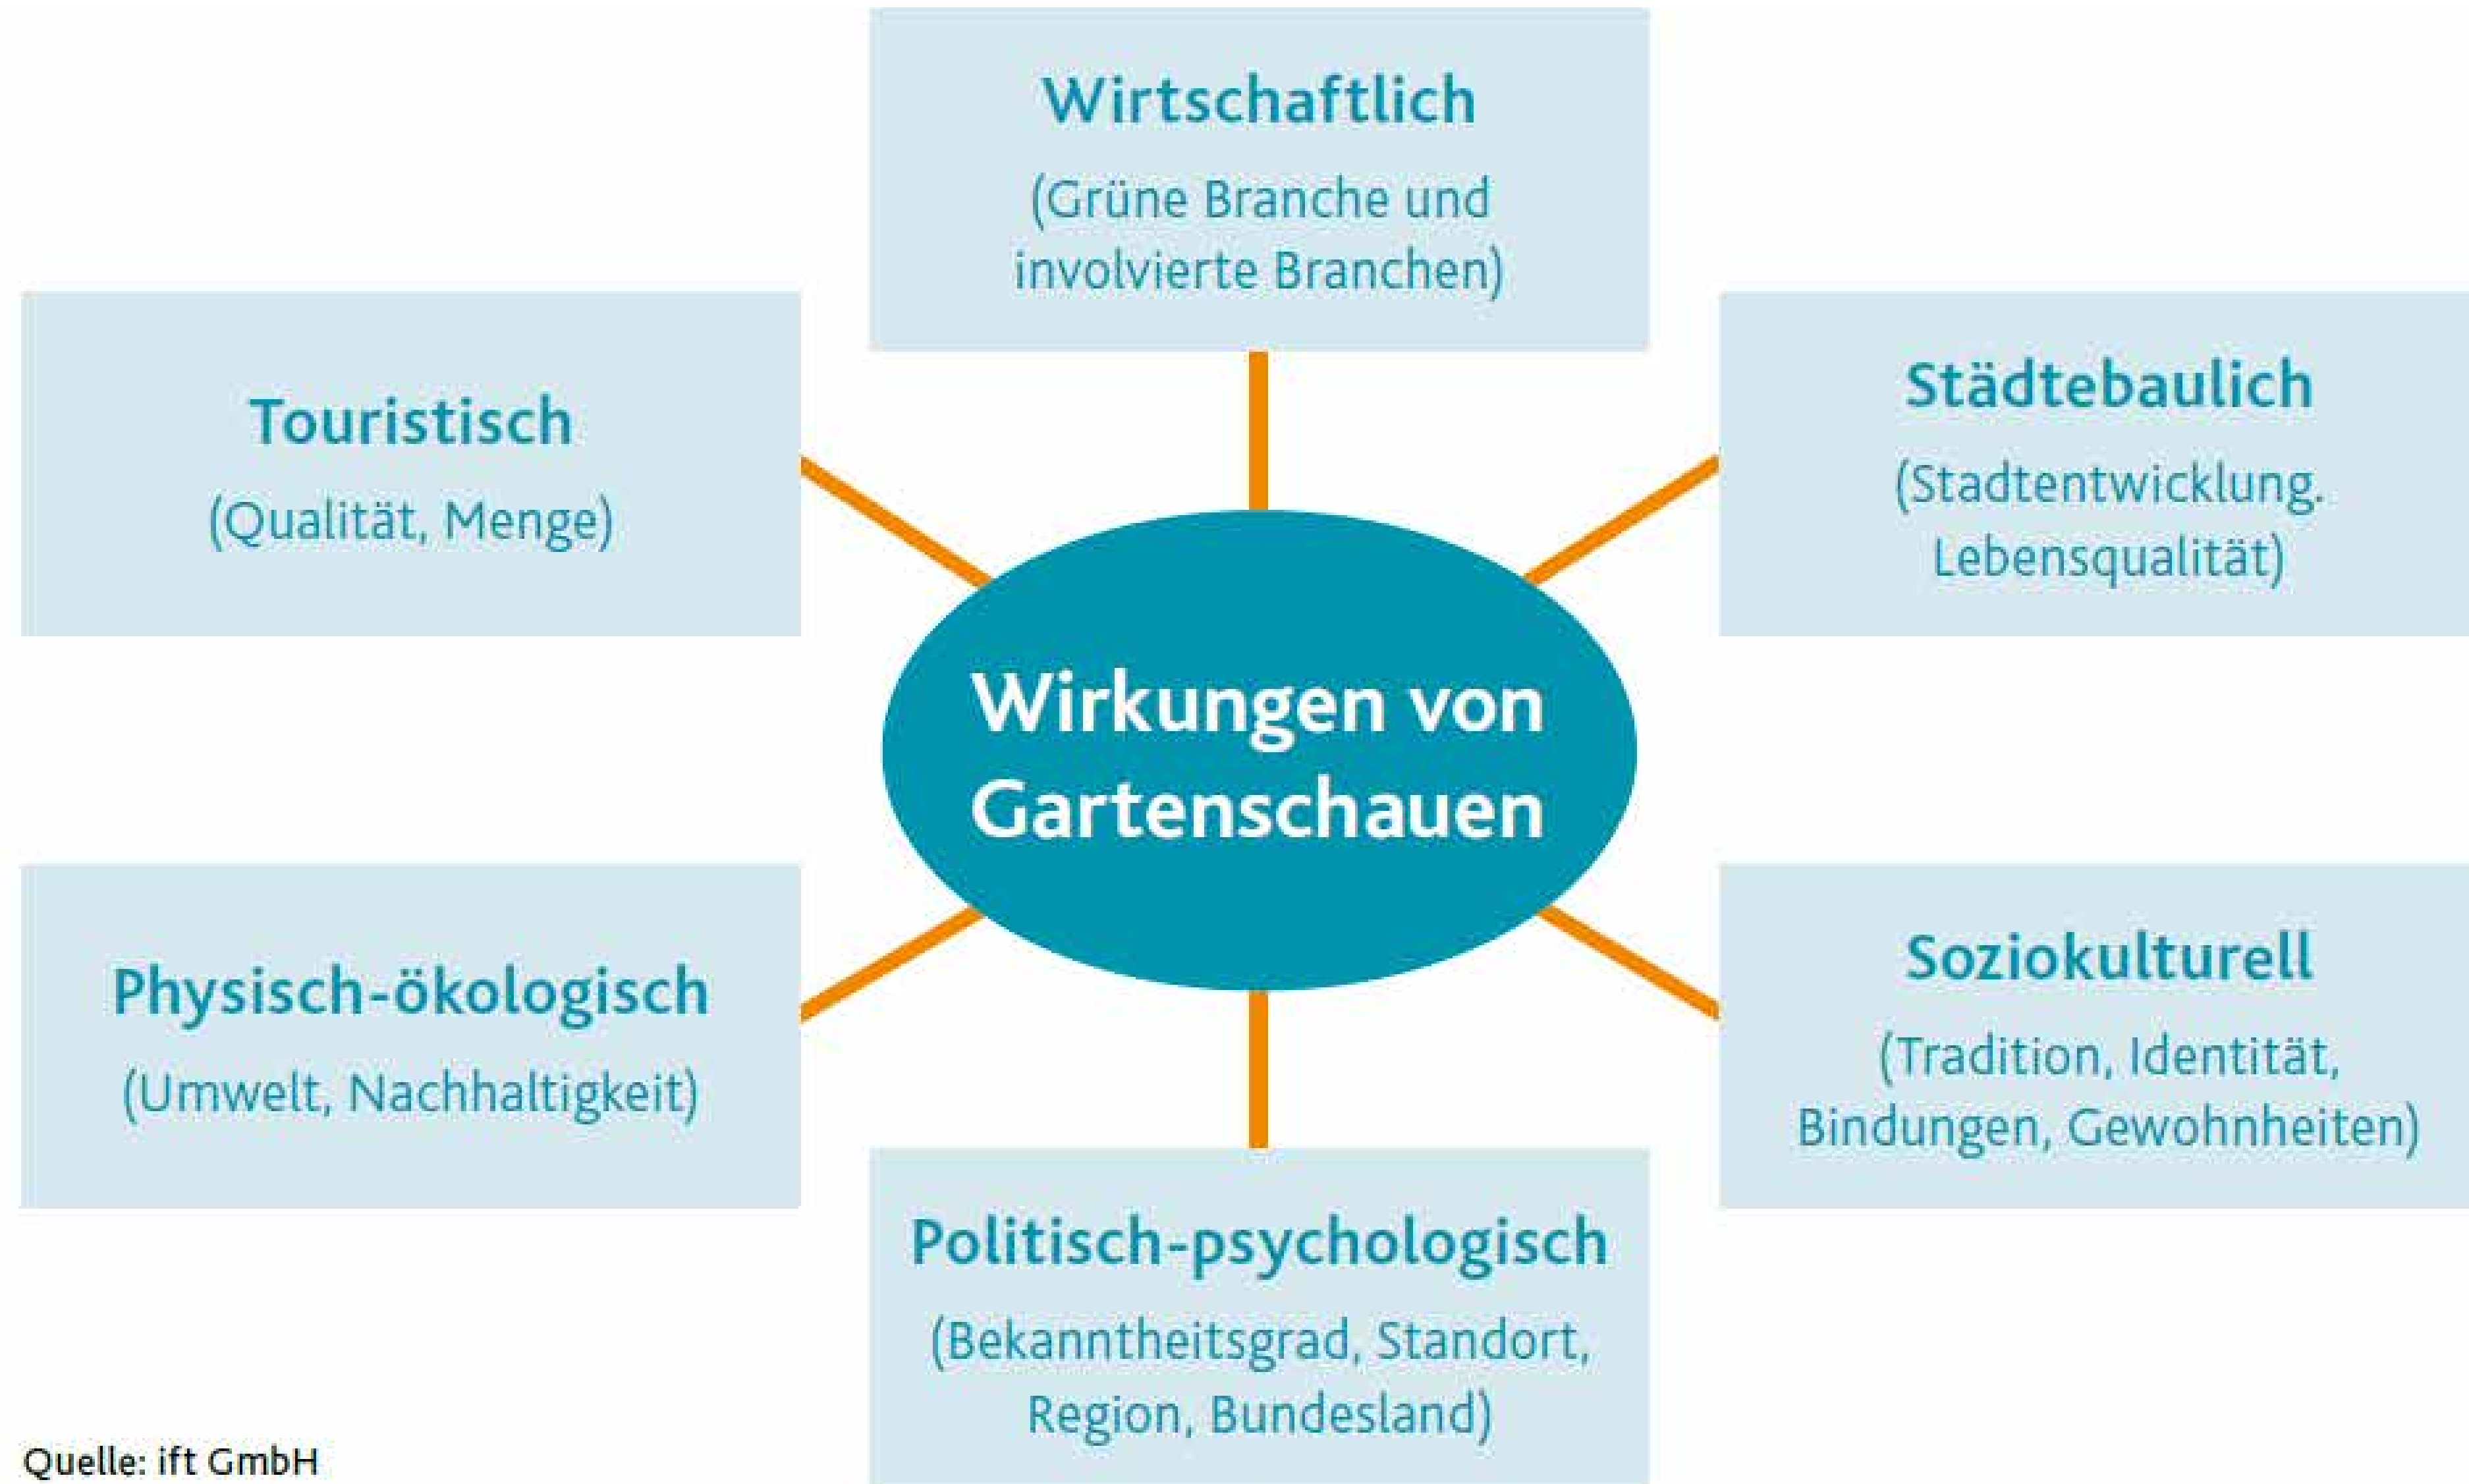 Wirtschaftlich
(Grüne Branche und
involvierte Branchen)
Touristisch
(Qualität, Menge)
Städtebaulich
(Stadtentwicklung.
Lebensqualität)
Wirkungen von
Gartenschauen
Physisch-ökologisch
(Umwelt, Nachhaltigkeit)
Soziokulturell
(Tradition, Identität,
Bindungen, Gewohnheiten)
Politisch-psychologisch
(Bekanntheitsgrad, Standort,
Region, Bundesland)
Quelle: ift GmbH